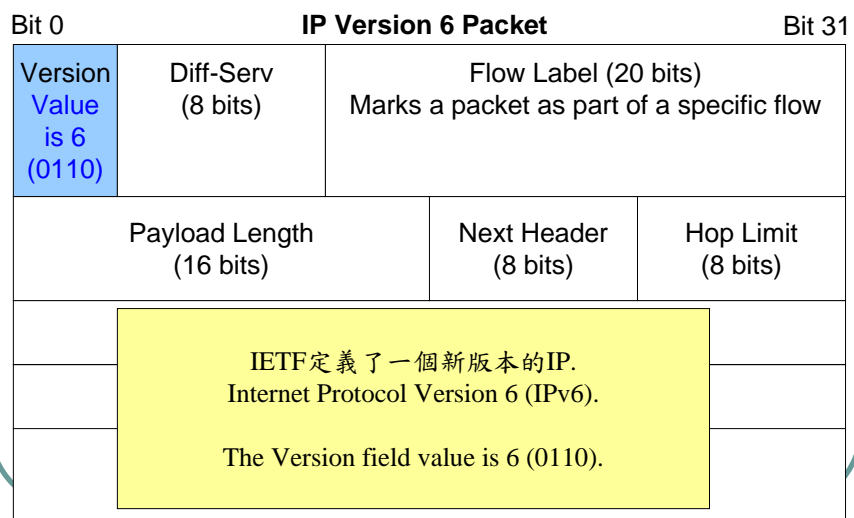 Bit 0 IP Version 6 Packet Bit 31
Version
Value
is 6
(0110)
Diff-Serv
(8 bits)
Flow Label (20 bits)
Marks a packet as part of a specific flow
Payload Length
(16 bits)
Next Header
(8 bits)
Hop Limit
(8 bits)
IETF定義了一個新版本的IP.
Internet Protocol Version 6 (IPv6).
The Version field value is 6 (0110).